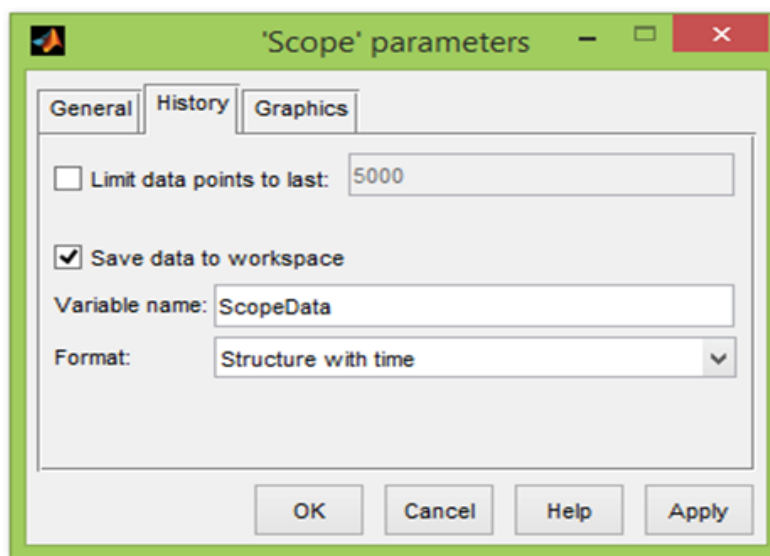 'Scope' parameters
General History Graphics
Limit data points to last: 5000
Save data to workspace
Variable name: ScopeData
Format: Structure with time
OK Cancel Help Apply